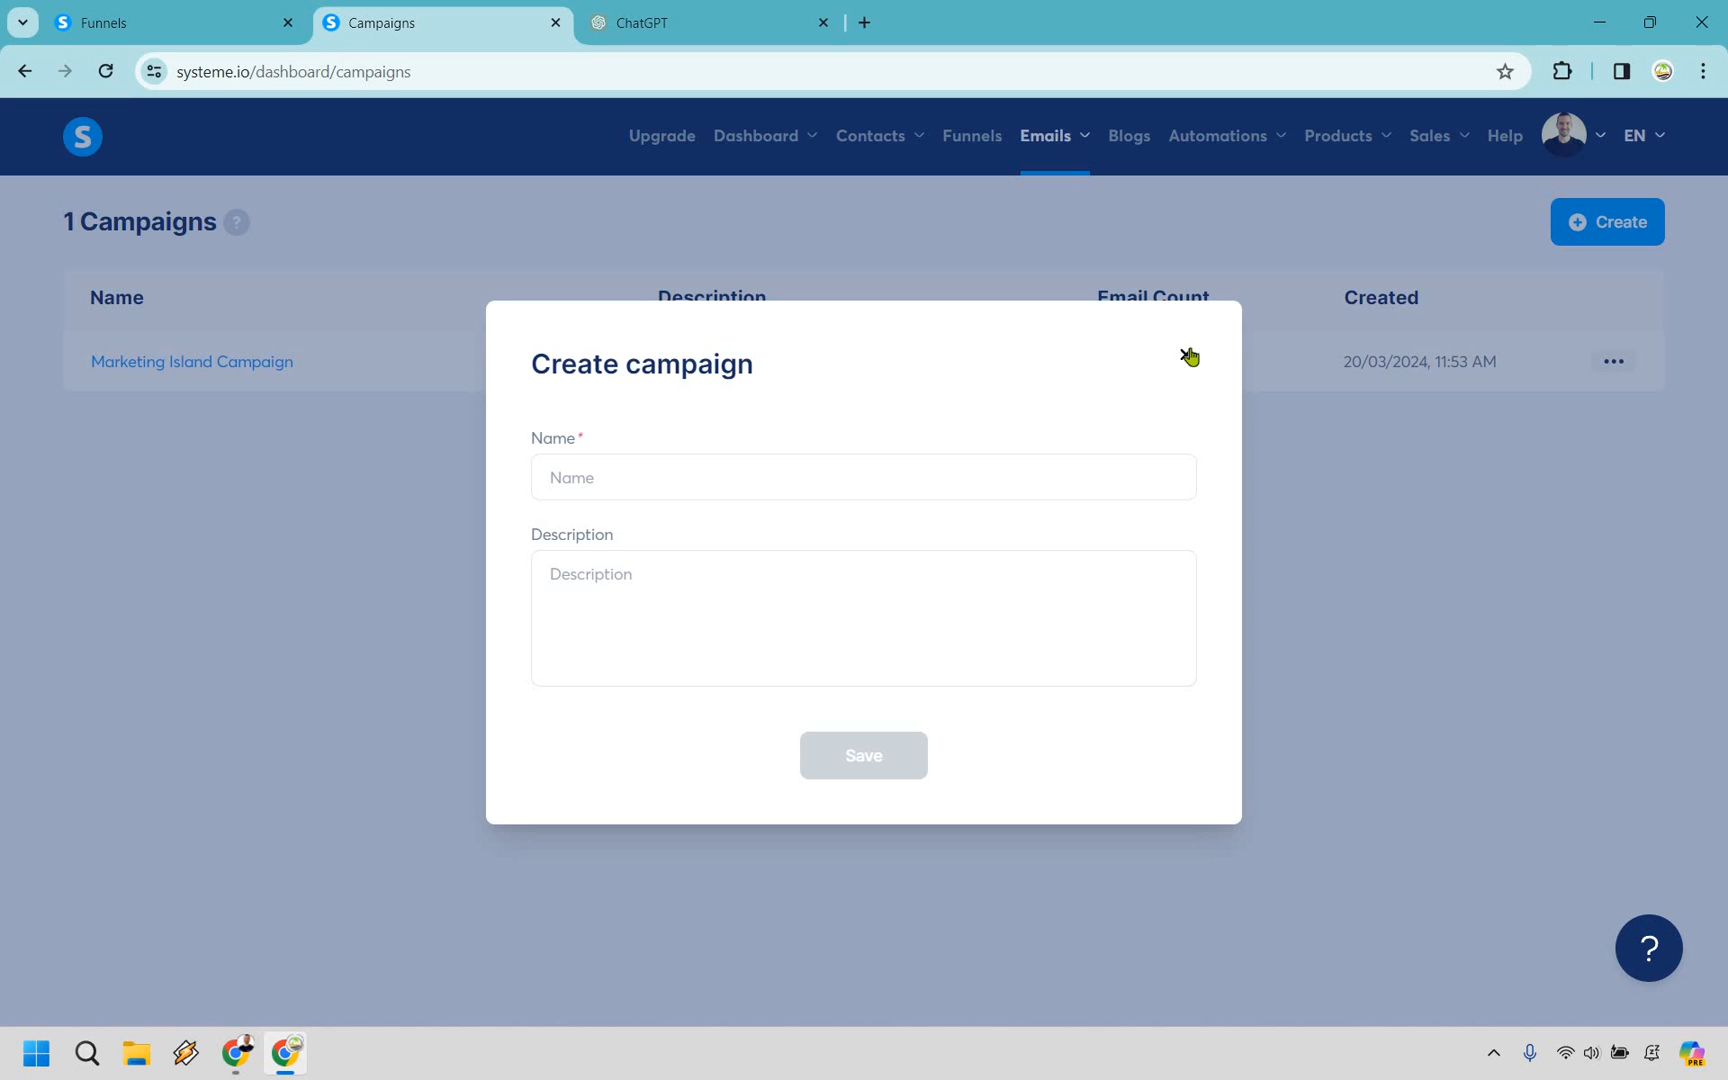 Funnels
Campaigns
ChatGPT
systeme.io/dashboard/campaigns
S
Upgrade Dashboard Contacts Funnels Emails Blogs Automations Products Sales Help EN
1 Campaigns ?
Create
Name Description Email Count Created
Marketing Island Campaign 20/03/2024, 11:53 AM
Create campaign
Name*
Name
Description
Description
Save
?
PRE